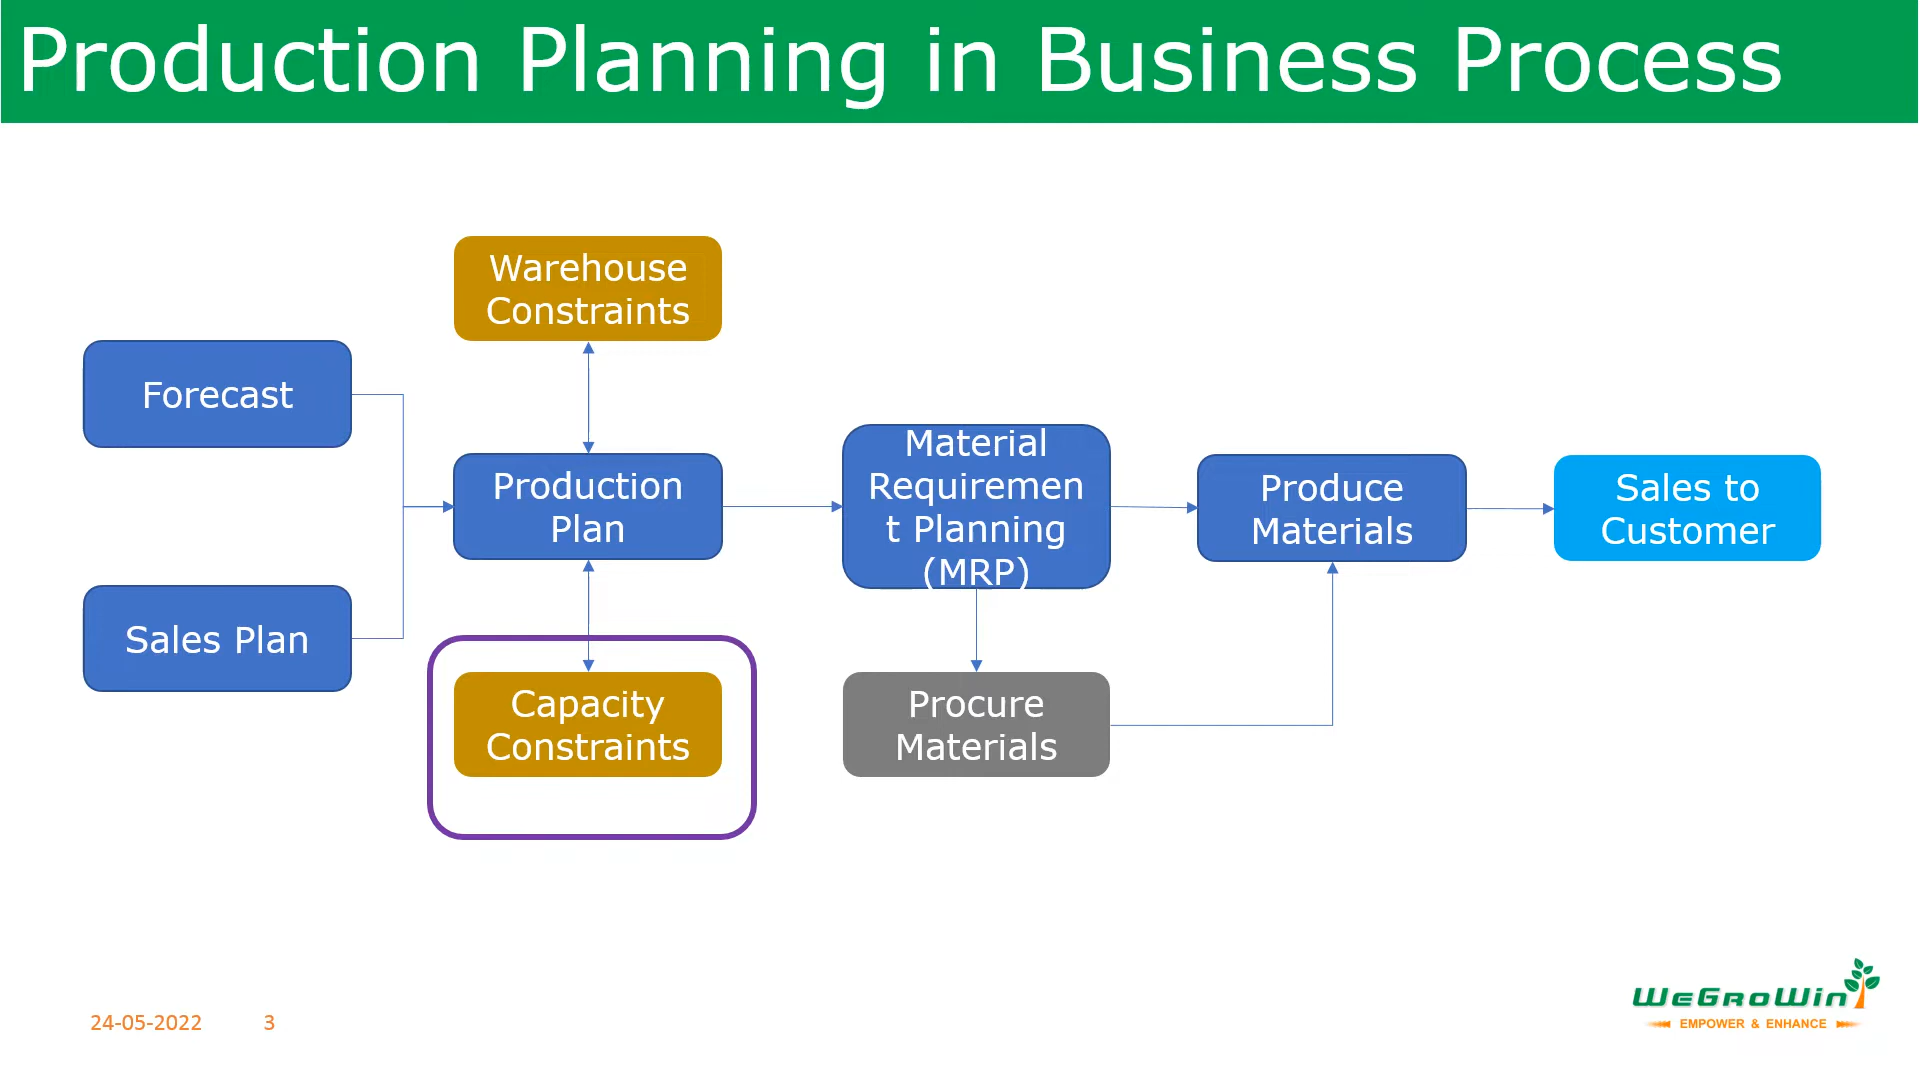 Production Planning in Business Process
Warehouse
Constraints
Forecast
Production
Plan
Material
Requiremen
t Planning
(MRP)
Produce
Materials
Sales to
Customer
Sales Plan
Capacity
Constraints
Procure
Materials
24-05-2022
3
WeGroWin
EMPOWER & ENHANCE